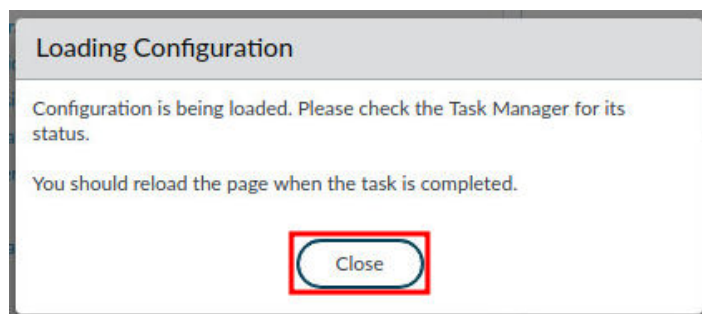 Loading Configuration
Configuration is being loaded. Please check the Task Manager for its
status.
You should reload the page when the task is completed.
Close